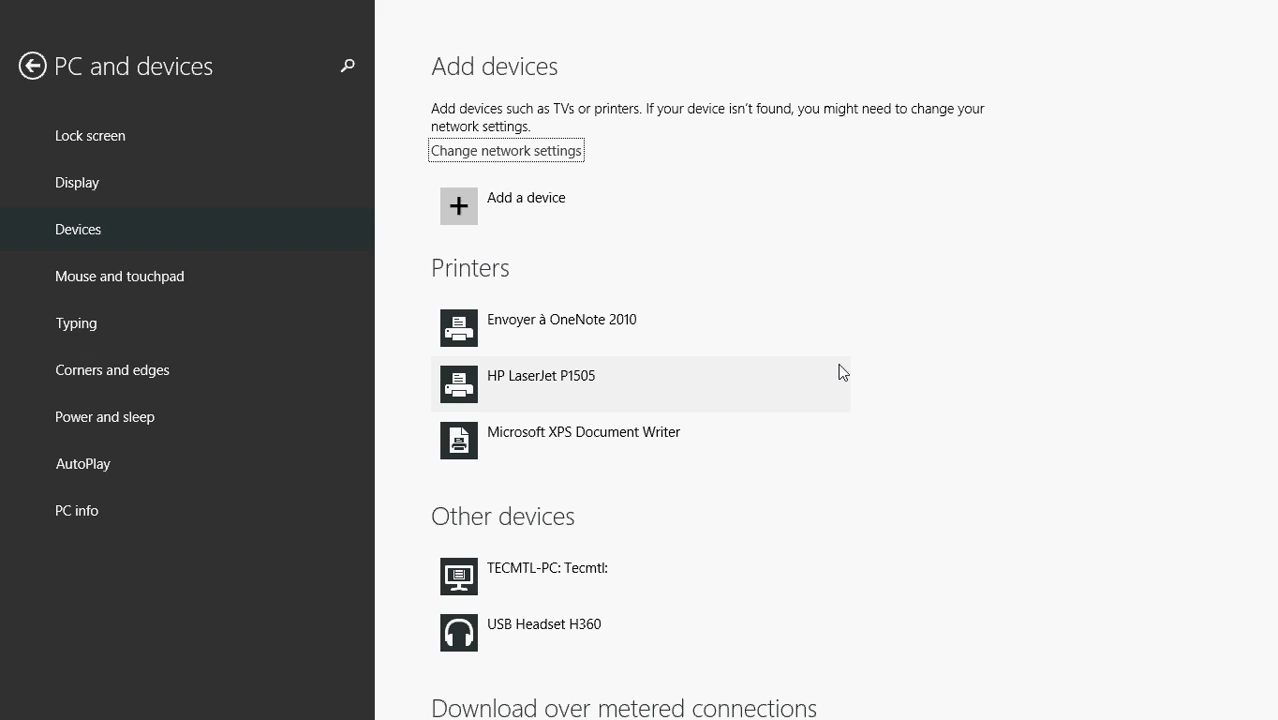 PC and devices
Lock screen
Display
Devices
Mouse and touchpad
Typing
Corners and edges
Power and sleep
AutoPlay
PC info
Add devices
Add devices such as TVs or printers. If your device isn't found, you might need to change your
network settings.
Change network settings
Add a device
Printers
Envoyer à OneNote 2010
HP LaserJet P1505
Microsoft XPS Document Writer
Other devices
TECMTL-PC: Tecmtl:
USB Headset H360
Download over metered connections